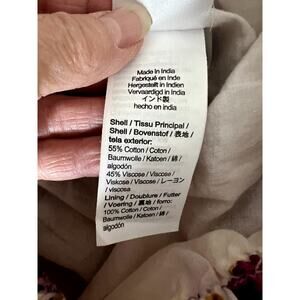 Made in India
Fabriqué en Inde
Hergestellt in Indien
Vervaardigd in India
インド製
hecho en india
Shell / Tissu Principal /
Shell / Bovenstof / 表地 /
tela exterior:
55% Cotton / Coton /
Baumwolle / Katoen / 綿 /
algodón
45% Viscose / Viscose /
Viskose / Viscose / レーヨン
/ viscosa
Lining / Doublure / Futter
/ Voering / 裏地 / forro:
100% Cotton / Coton /
Baumwolle / Katoen / 綿 /
algodón